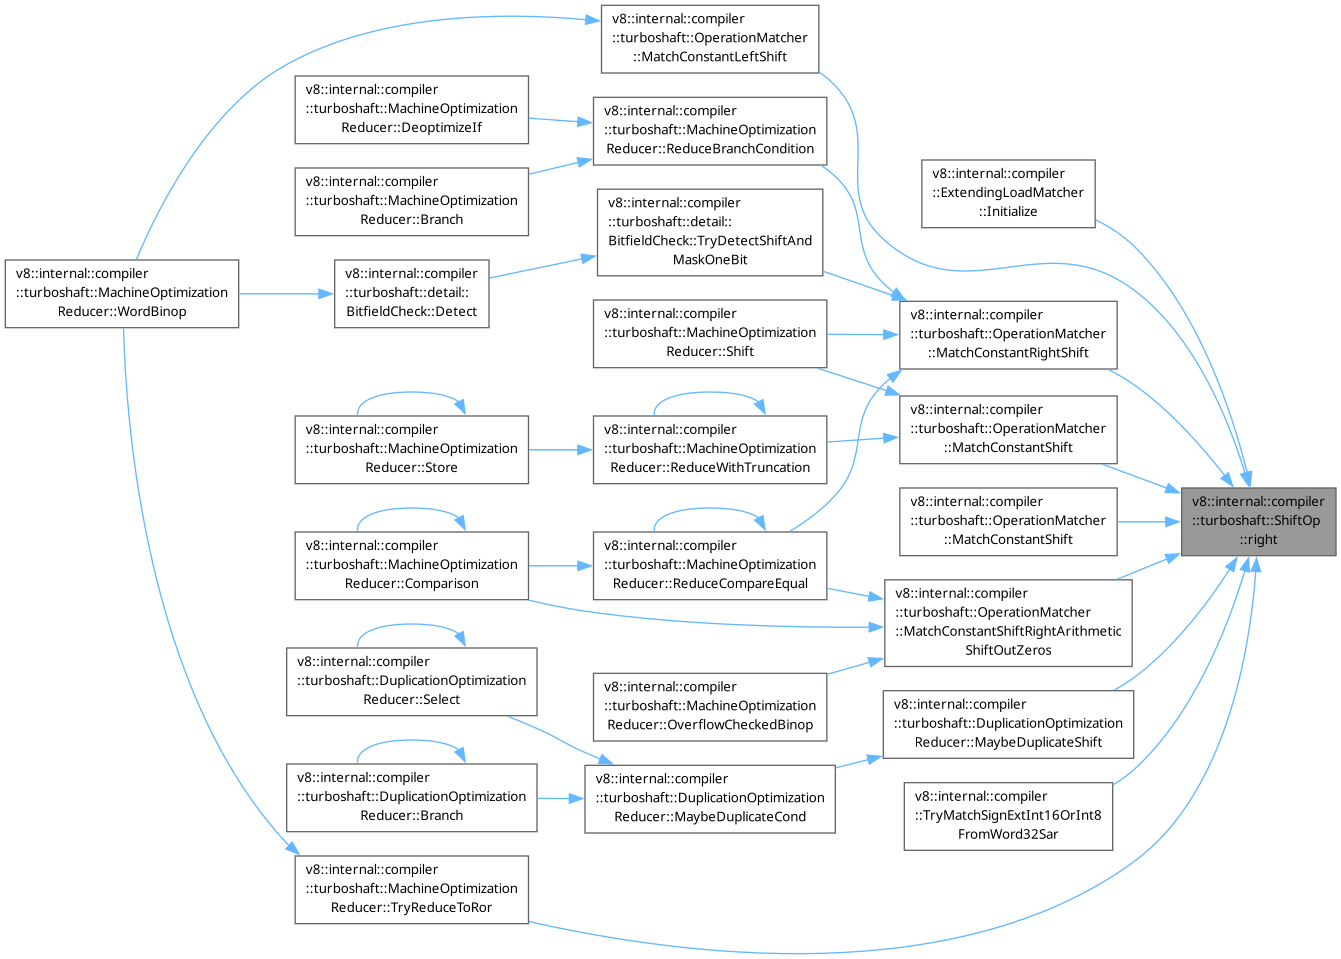 v8::internal::compiler
::turboshaft::OperationMatcher
::MatchConstantLeftShift
v8::internal::compiler
::turboshaft::MachineOptimization
Reducer::DeoptimizeIf
v8::internal::compiler
::turboshaft::MachineOptimization
Reducer::ReduceBranchCondition
v8::internal::compiler
::turboshaft::MachineOptimization
Reducer::Branch
v8::internal::compiler
::ExtendingLoadMatcher
::Initialize
v8::internal::compiler
::turboshaft::detail::
BitfieldCheck::TryDetectShiftAnd
MaskOneBit
v8::internal::compiler
::turboshaft::MachineOptimization
Reducer::WordBinop
v8::internal::compiler
::turboshaft::detail::
BitfieldCheck::Detect
v8::internal::compiler
::turboshaft::MachineOptimization
Reducer::Shift
v8::internal::compiler
::turboshaft::OperationMatcher
::MatchConstantRightShift
v8::internal::compiler
::turboshaft::MachineOptimization
Reducer::Store
v8::internal::compiler
::turboshaft::MachineOptimization
Reducer::ReduceWithTruncation
v8::internal::compiler
::turboshaft::OperationMatcher
::MatchConstantShift
v8::internal::compiler
::turboshaft::OperationMatcher
::MatchConstantShift
v8::internal::compiler
::turboshaft::ShiftOp
::right
v8::internal::compiler
::turboshaft::MachineOptimization
Reducer::Comparison
v8::internal::compiler
::turboshaft::MachineOptimization
Reducer::ReduceCompareEqual
v8::internal::compiler
::turboshaft::OperationMatcher
::MatchConstantShiftRightArithmetic
ShiftOutZeros
v8::internal::compiler
::turboshaft::DuplicationOptimization
Reducer::Select
v8::internal::compiler
::turboshaft::MachineOptimization
Reducer::OverflowCheckedBinop
v8::internal::compiler
::turboshaft::DuplicationOptimization
Reducer::MaybeDuplicateShift
v8::internal::compiler
::turboshaft::DuplicationOptimization
Reducer::Branch
v8::internal::compiler
::turboshaft::DuplicationOptimization
Reducer::MaybeDuplicateCond
v8::internal::compiler
::TryMatchSignExtInt16OrInt8
FromWord32Sar
v8::internal::compiler
::turboshaft::MachineOptimization
Reducer::TryReduceToRor